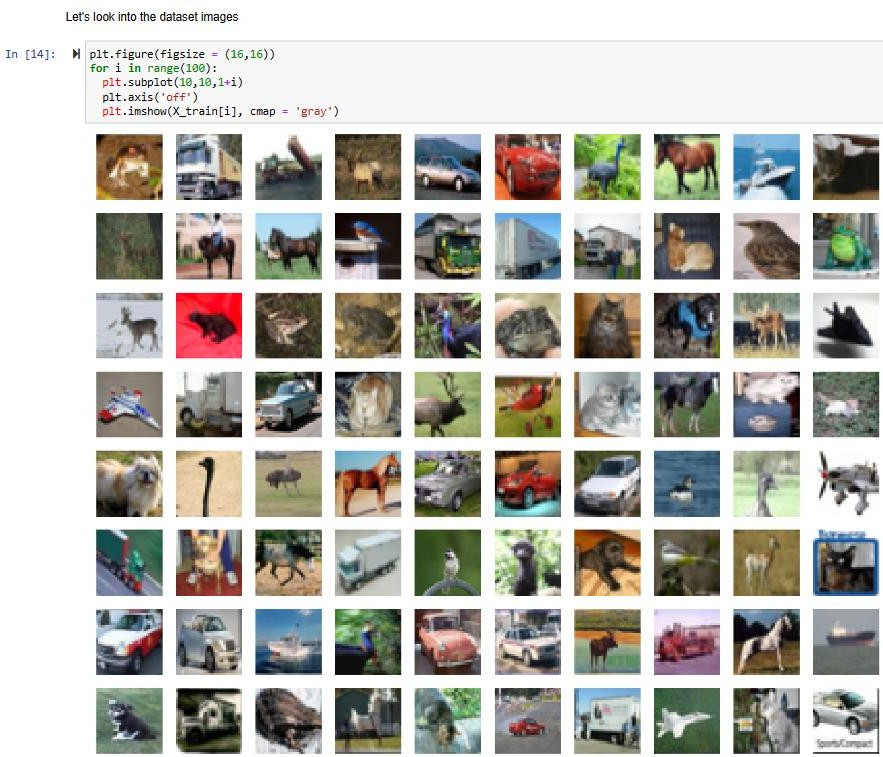 Let's look into the dataset images
In [14]:
plt.figure(figsize = (16,16))
for i in range(100):
  plt.subplot(10,10,1+i)
  plt.axis('off')
  plt.imshow(X_train[i], cmap = 'gray')
Sports/Compact